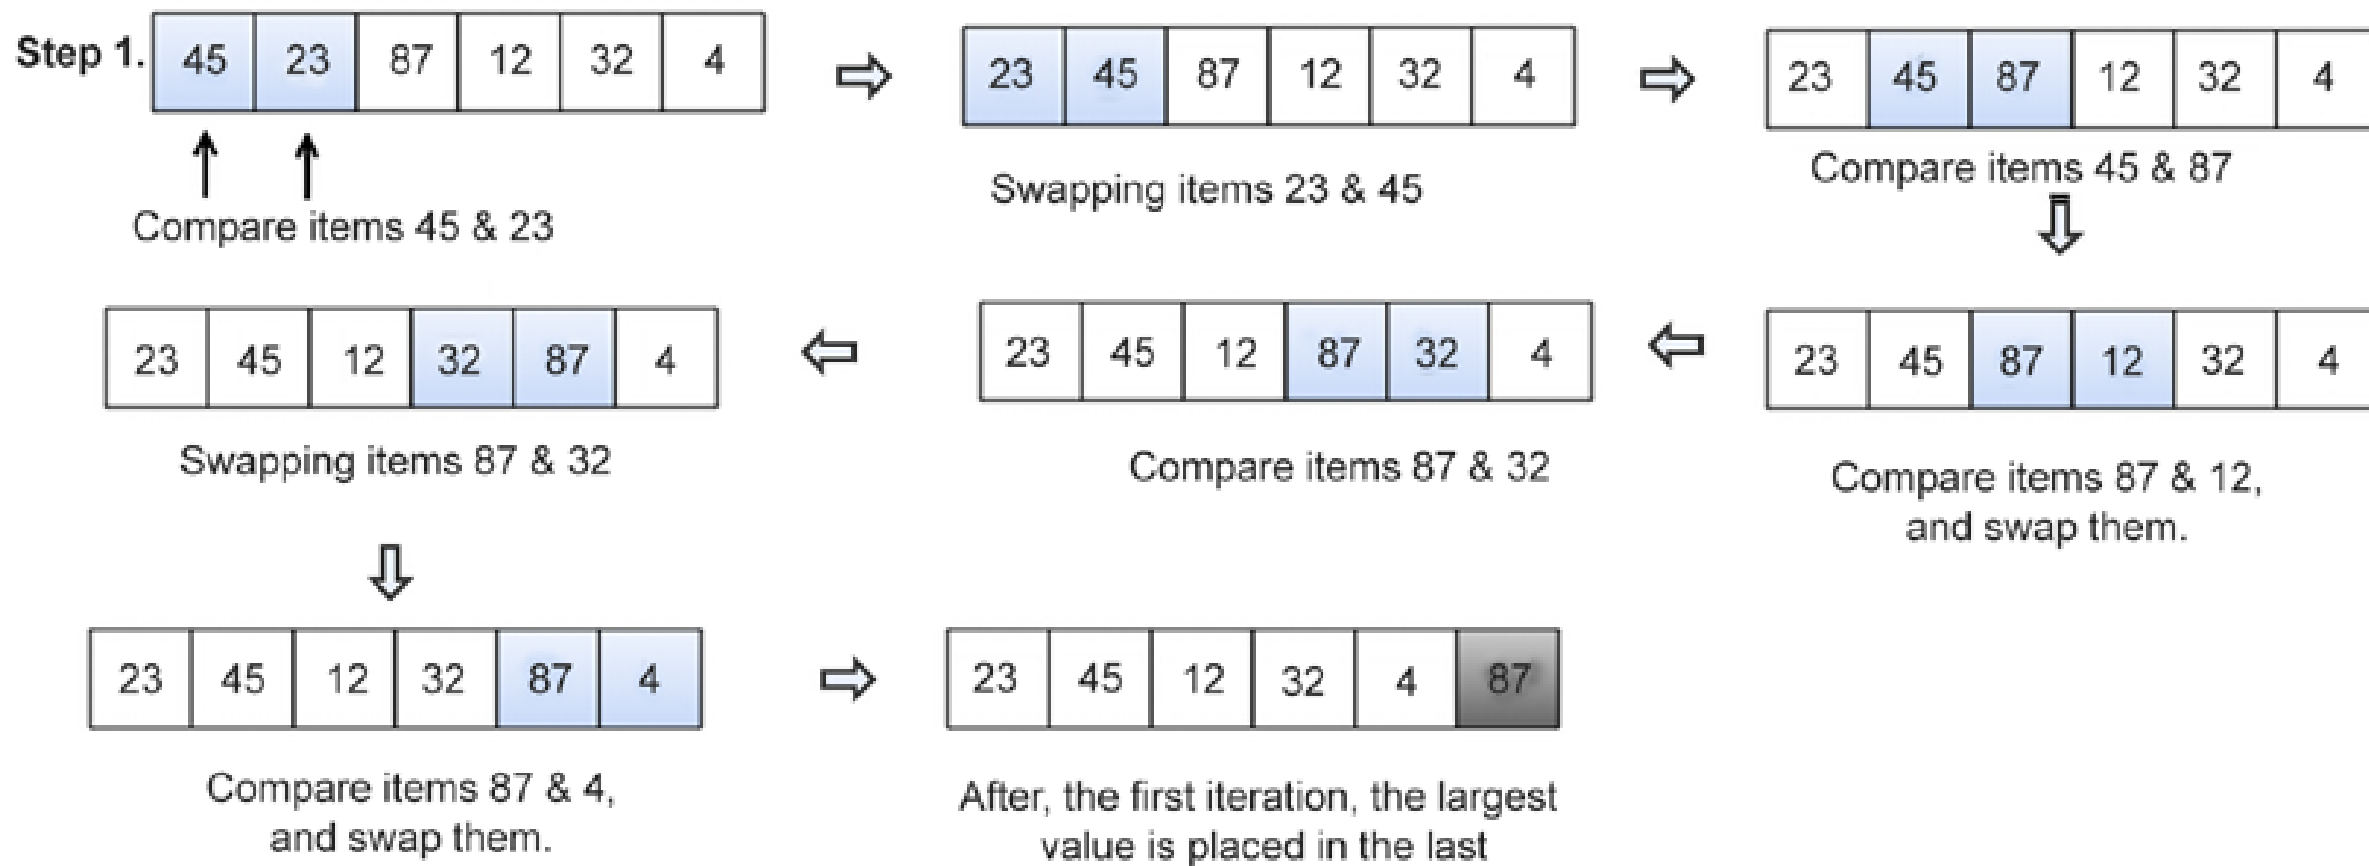 Step 1. 45 23 87 12 32 4
23 45 87 12 32 4
23 45 87 12 32 4
Compare items 45 & 23
Swapping items 23 & 45
Compare items 45 & 87
23 45 87 12 32 4
Compare items 87 & 12,
and swap them.
23 45 12 87 32 4
Compare items 87 & 32
23 45 12 32 87 4
Swapping items 87 & 32
23 45 12 32 87 4
Compare items 87 & 4,
and swap them.
23 45 12 32 4 87
After, the first iteration, the largest
value is placed in the last